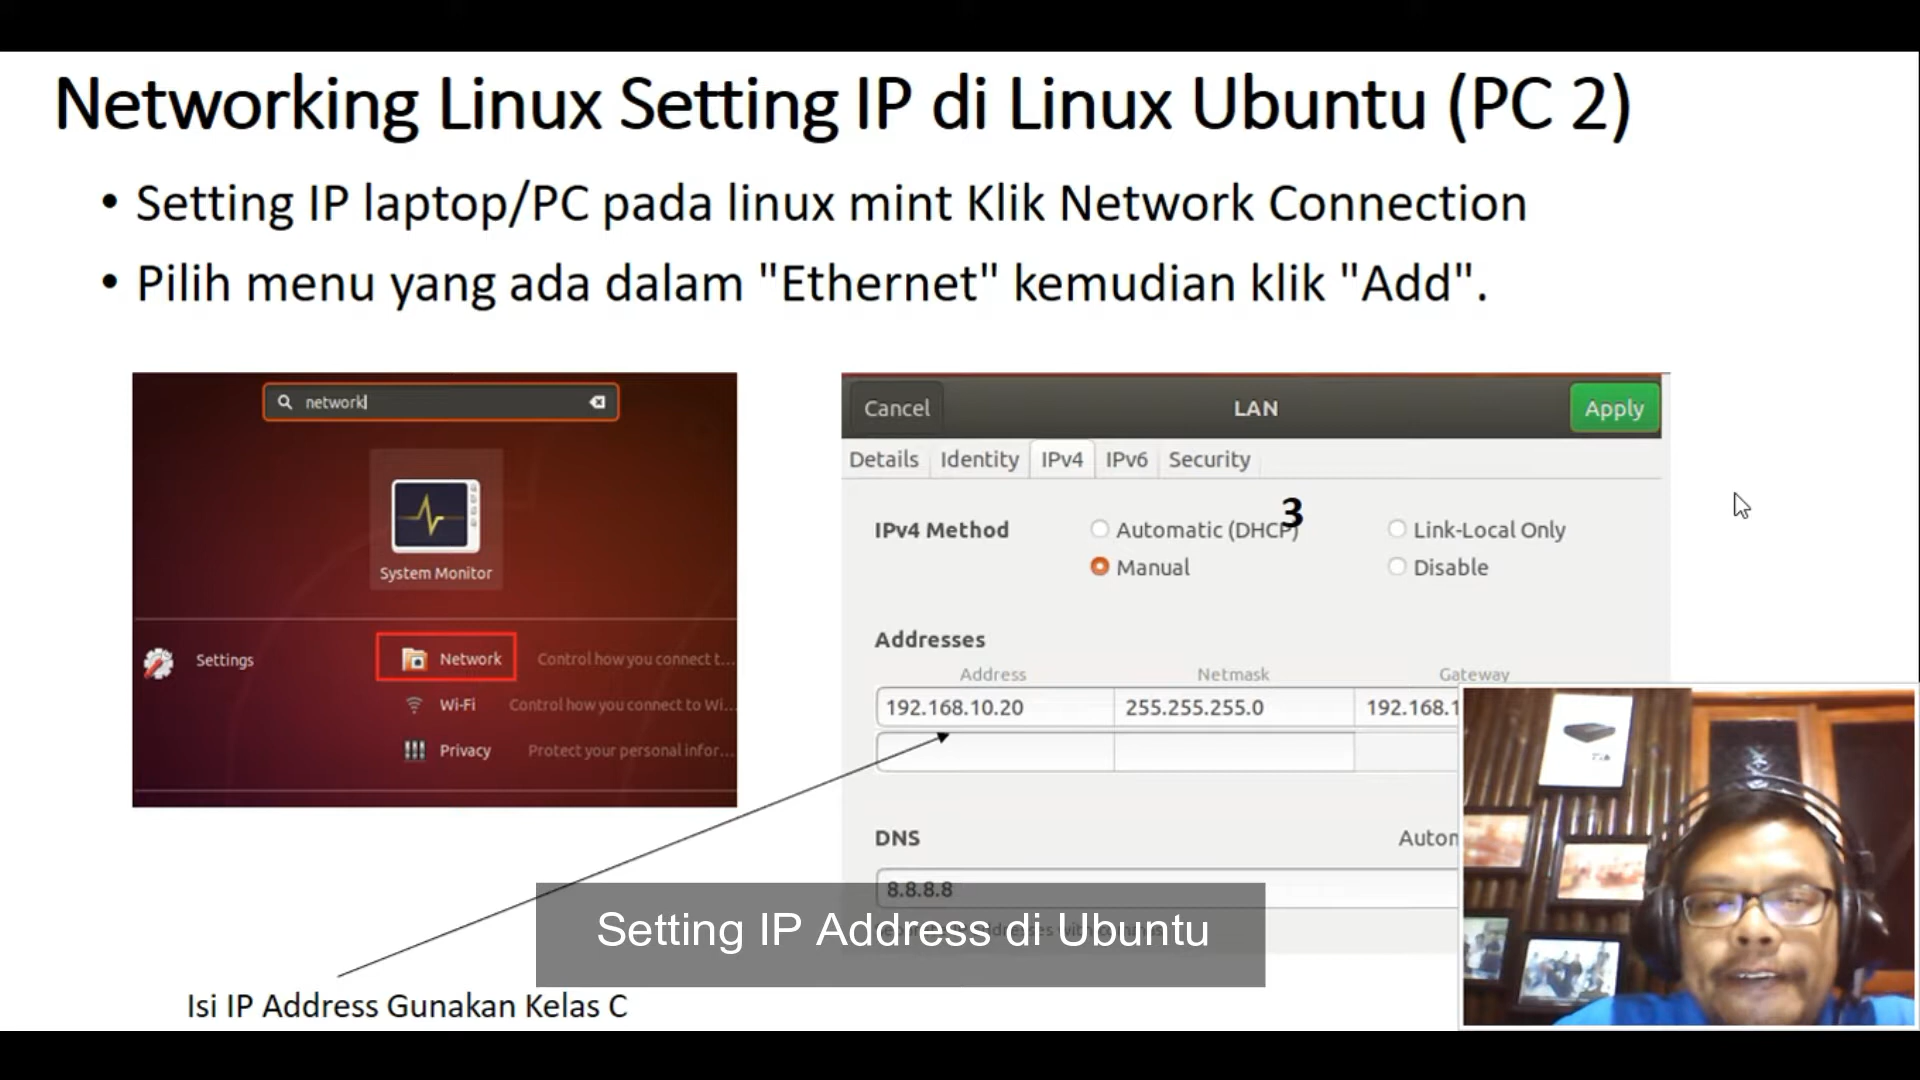 Networking Linux Setting IP di Linux Ubuntu (PC 2)
• Setting IP laptop/PC pada linux mint Klik Network Connection
• Pilih menu yang ada dalam "Ethernet" kemudian klik "Add".
network
System Monitor
Settings
Network Control how you connect t...
Wi-Fi Control how you connect to Wi...
Privacy Protect your personal infor...
Cancel LAN Apply
Details Identity IPv4 IPv6 Security
3
IPv4 Method Automatic (DHCP) Link-Local Only
Manual Disable
Addresses
Address Netmask Gateway
192.168.10.20 255.255.255.0 192.168.1
DNS Auton
8.8.8.8
Setting IP Address di Ubuntu
Isi IP Address Gunakan Kelas C